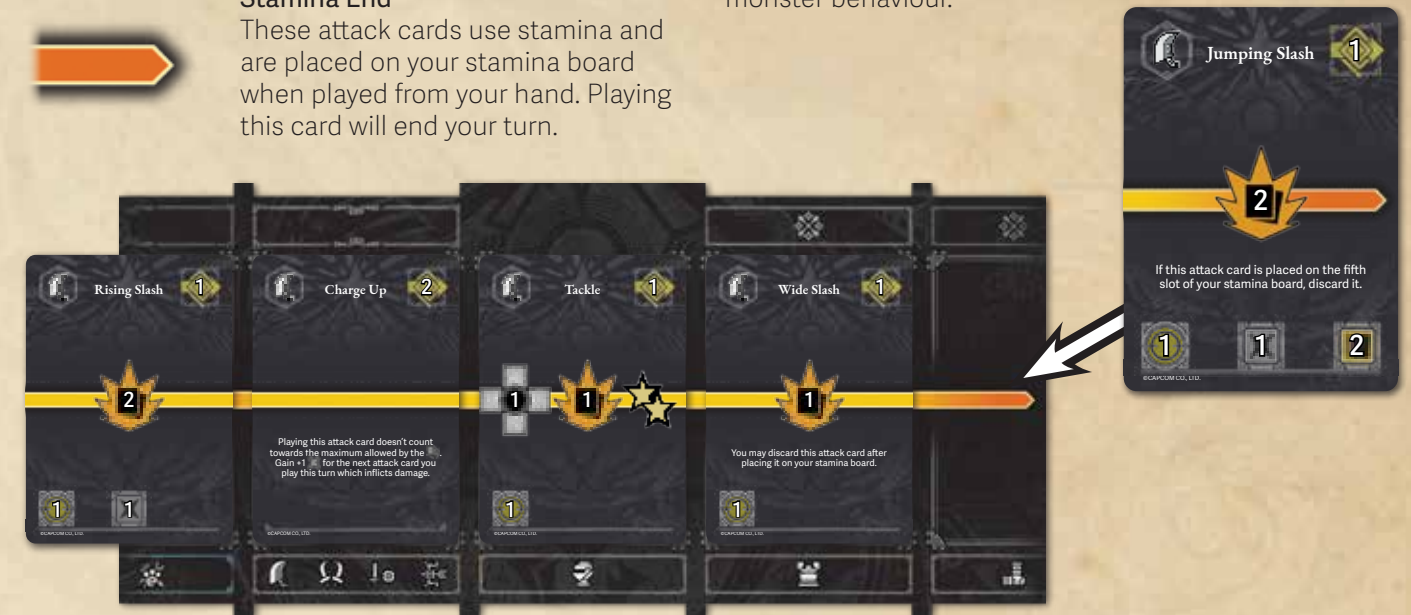 Stamina End
These attack cards use stamina and
are placed on your stamina board
when played from your hand. Playing
this card will end your turn.
monster behaviour.
Jumping Slash
1
2
If this attack card is placed on the fifth
slot of your stamina board, discard it.
1
1
2
©CAPCOM CO., LTD.
Rising Slash
1
2
1
1
©CAPCOM CO., LTD.
Charge Up
2
Playing this attack card doesn't count
towards the maximum allowed by the .
Gain +1 for the next attack card you
play this turn which inflicts damage.
©CAPCOM CO., LTD.
Tackle
1
1
1
1
©CAPCOM CO., LTD.
Wide Slash
1
1
You may discard this attack card after
placing it on your stamina board.
1
©CAPCOM CO., LTD.